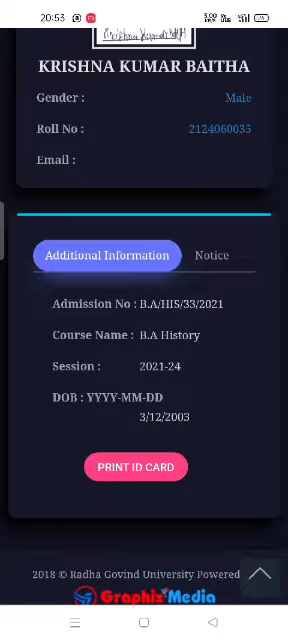 20:53
KRISHNA KUMAR BAITHA
Gender : Male
Roll No : 2124060035
Email :
Additional Information Notice
Admission No : B.A/HIS/33/2021
Course Name : B.A History
Session : 2021-24
DOB : YYYY-MM-DD
3/12/2003
PRINT ID CARD
2018 © Radha Govind University Powered
Graphix Media